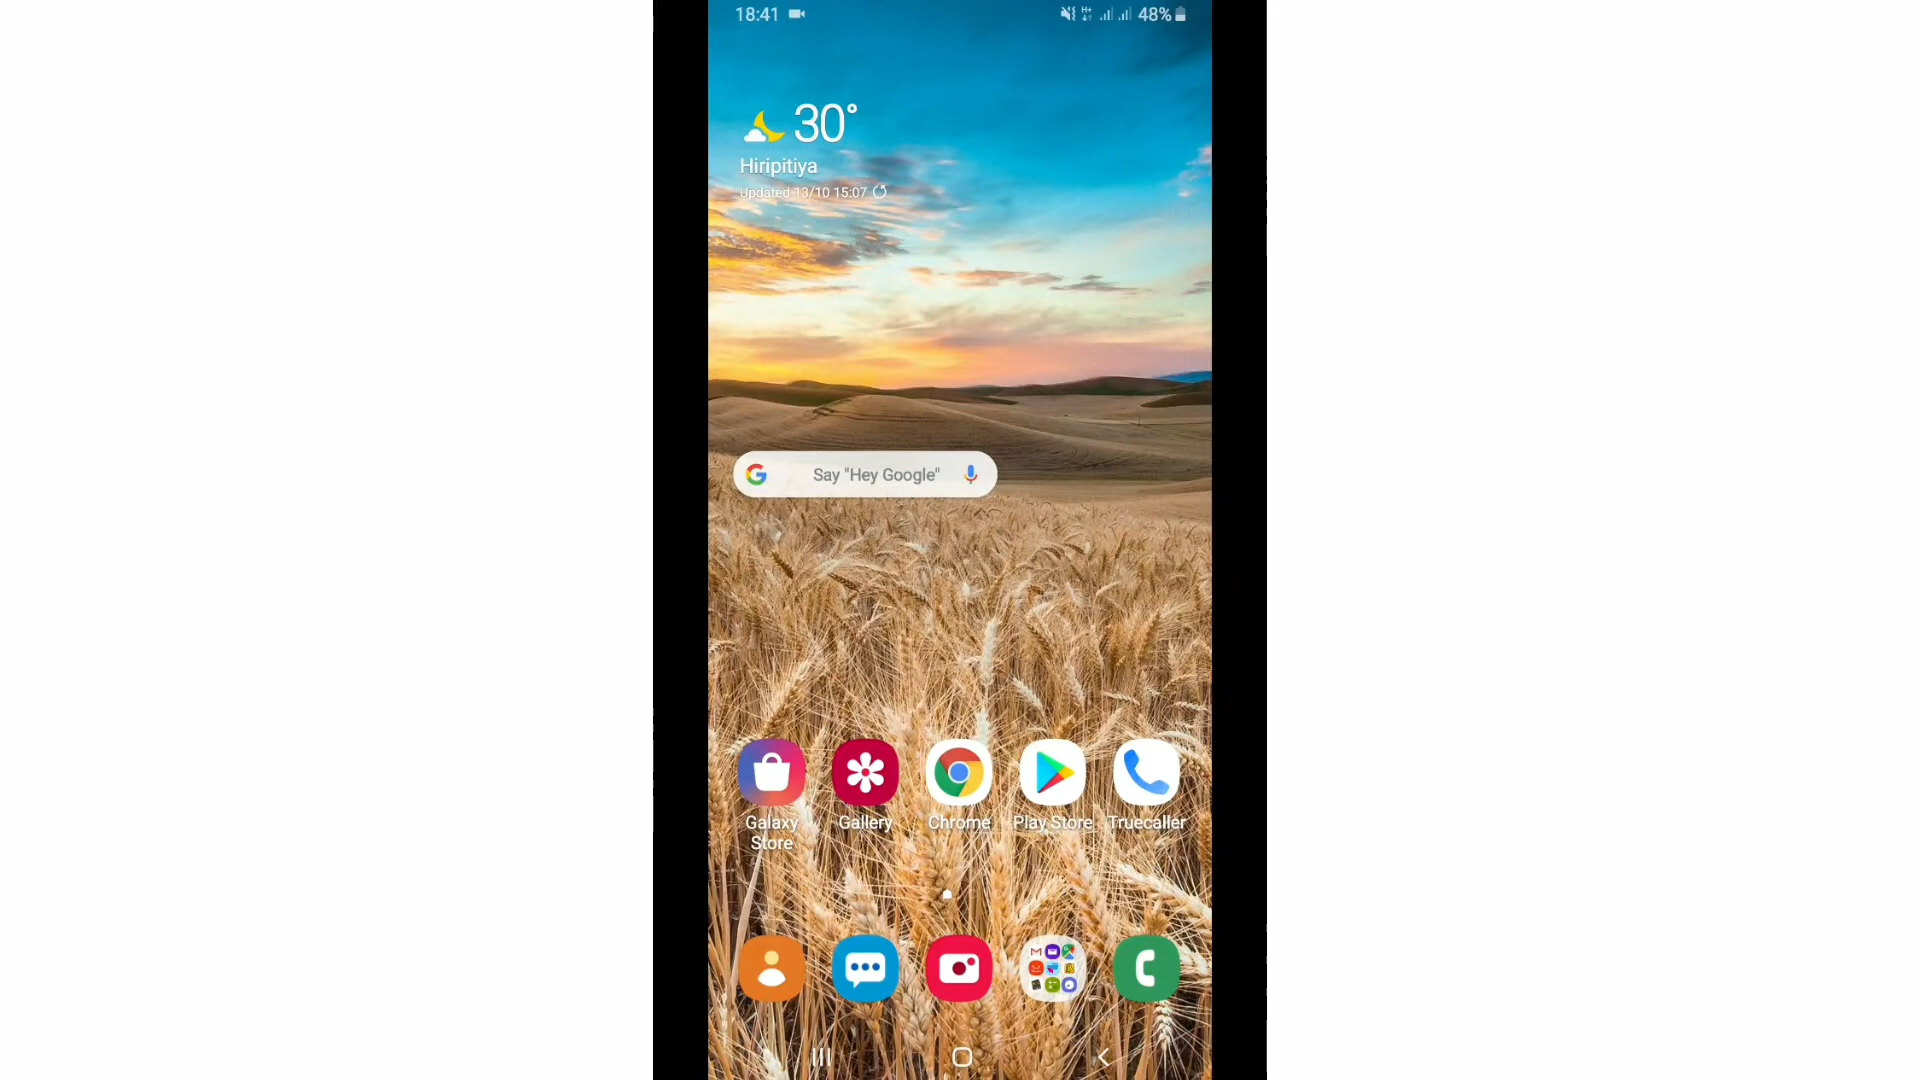 18:41
48%
30°
Hiripitiya
Updated 13/10 15:07
Say "Hey Google"
Galaxy
Store
Gallery
Chrome
Play Store
Truecaller